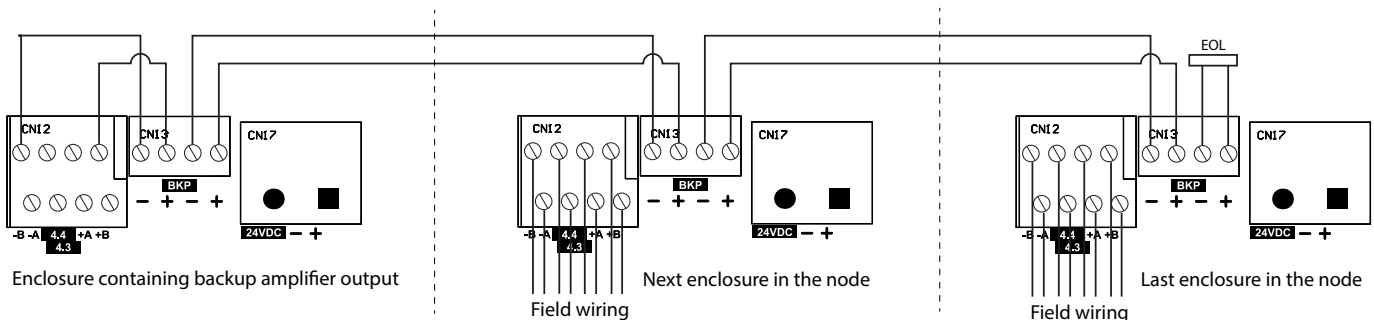 EOL
CN12
CN13
CN17
BKP
- + - +
-B -A 4.4 +A +B
4.3
24VDC - +
Enclosure containing backup amplifier output
CN12
CN13
CN17
BKP
- + - +
-B -A 4.4 +A +B
4.3
24VDC - +
Next enclosure in the node
Field wiring
CN12
CN13
CN17
BKP
- + - +
-B -A 4.4 +A +B
4.3
24VDC - +
Last enclosure in the node
Field wiring